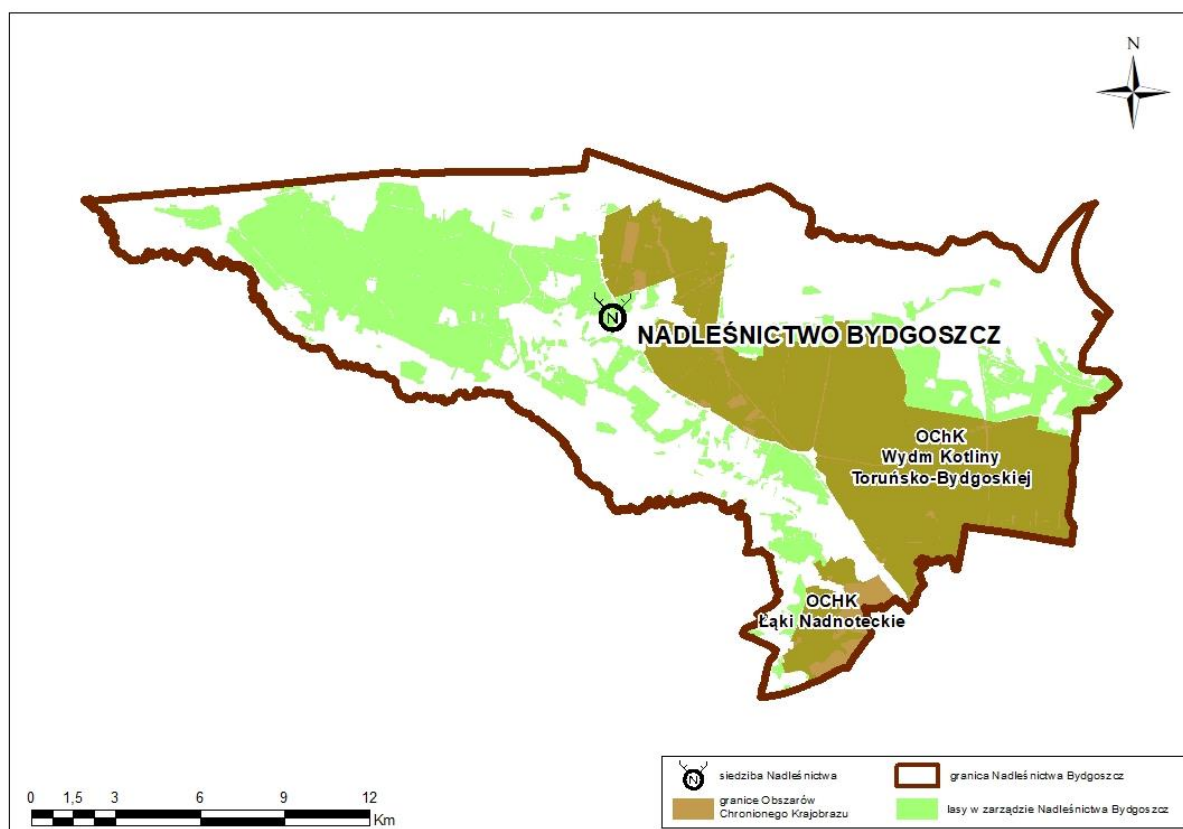 N
N
NADLEŚNICTWO BYDGOSZCZ
OChK
Wydm Kotliny
Toruńsko-Bydgoskiej
OCHK
Łąki Nadnoteckie
0 1,5 3 6 9 12
Km
N
siedziba Nadleśnictwa
granice Obszarów
Chronionego Krajobrazu
granica Nadleśnictwa Bydgoszcz
lasy w zarządzie Nadleśnictwa Bydgoszcz